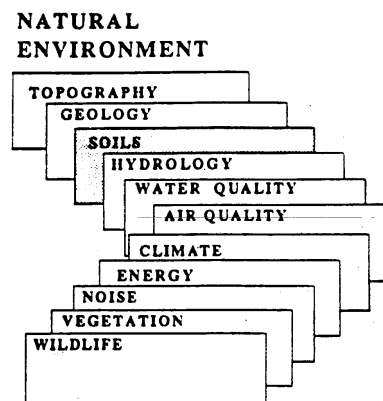 NATURAL
ENVIRONMENT
TOPOGRAPHY
GEOLOGY
SOILS
HYDROLOGY
WATER QUALITY
AIR QUALITY
CLIMATE
ENERGY
NOISE
VEGETATION
WILDLIFE